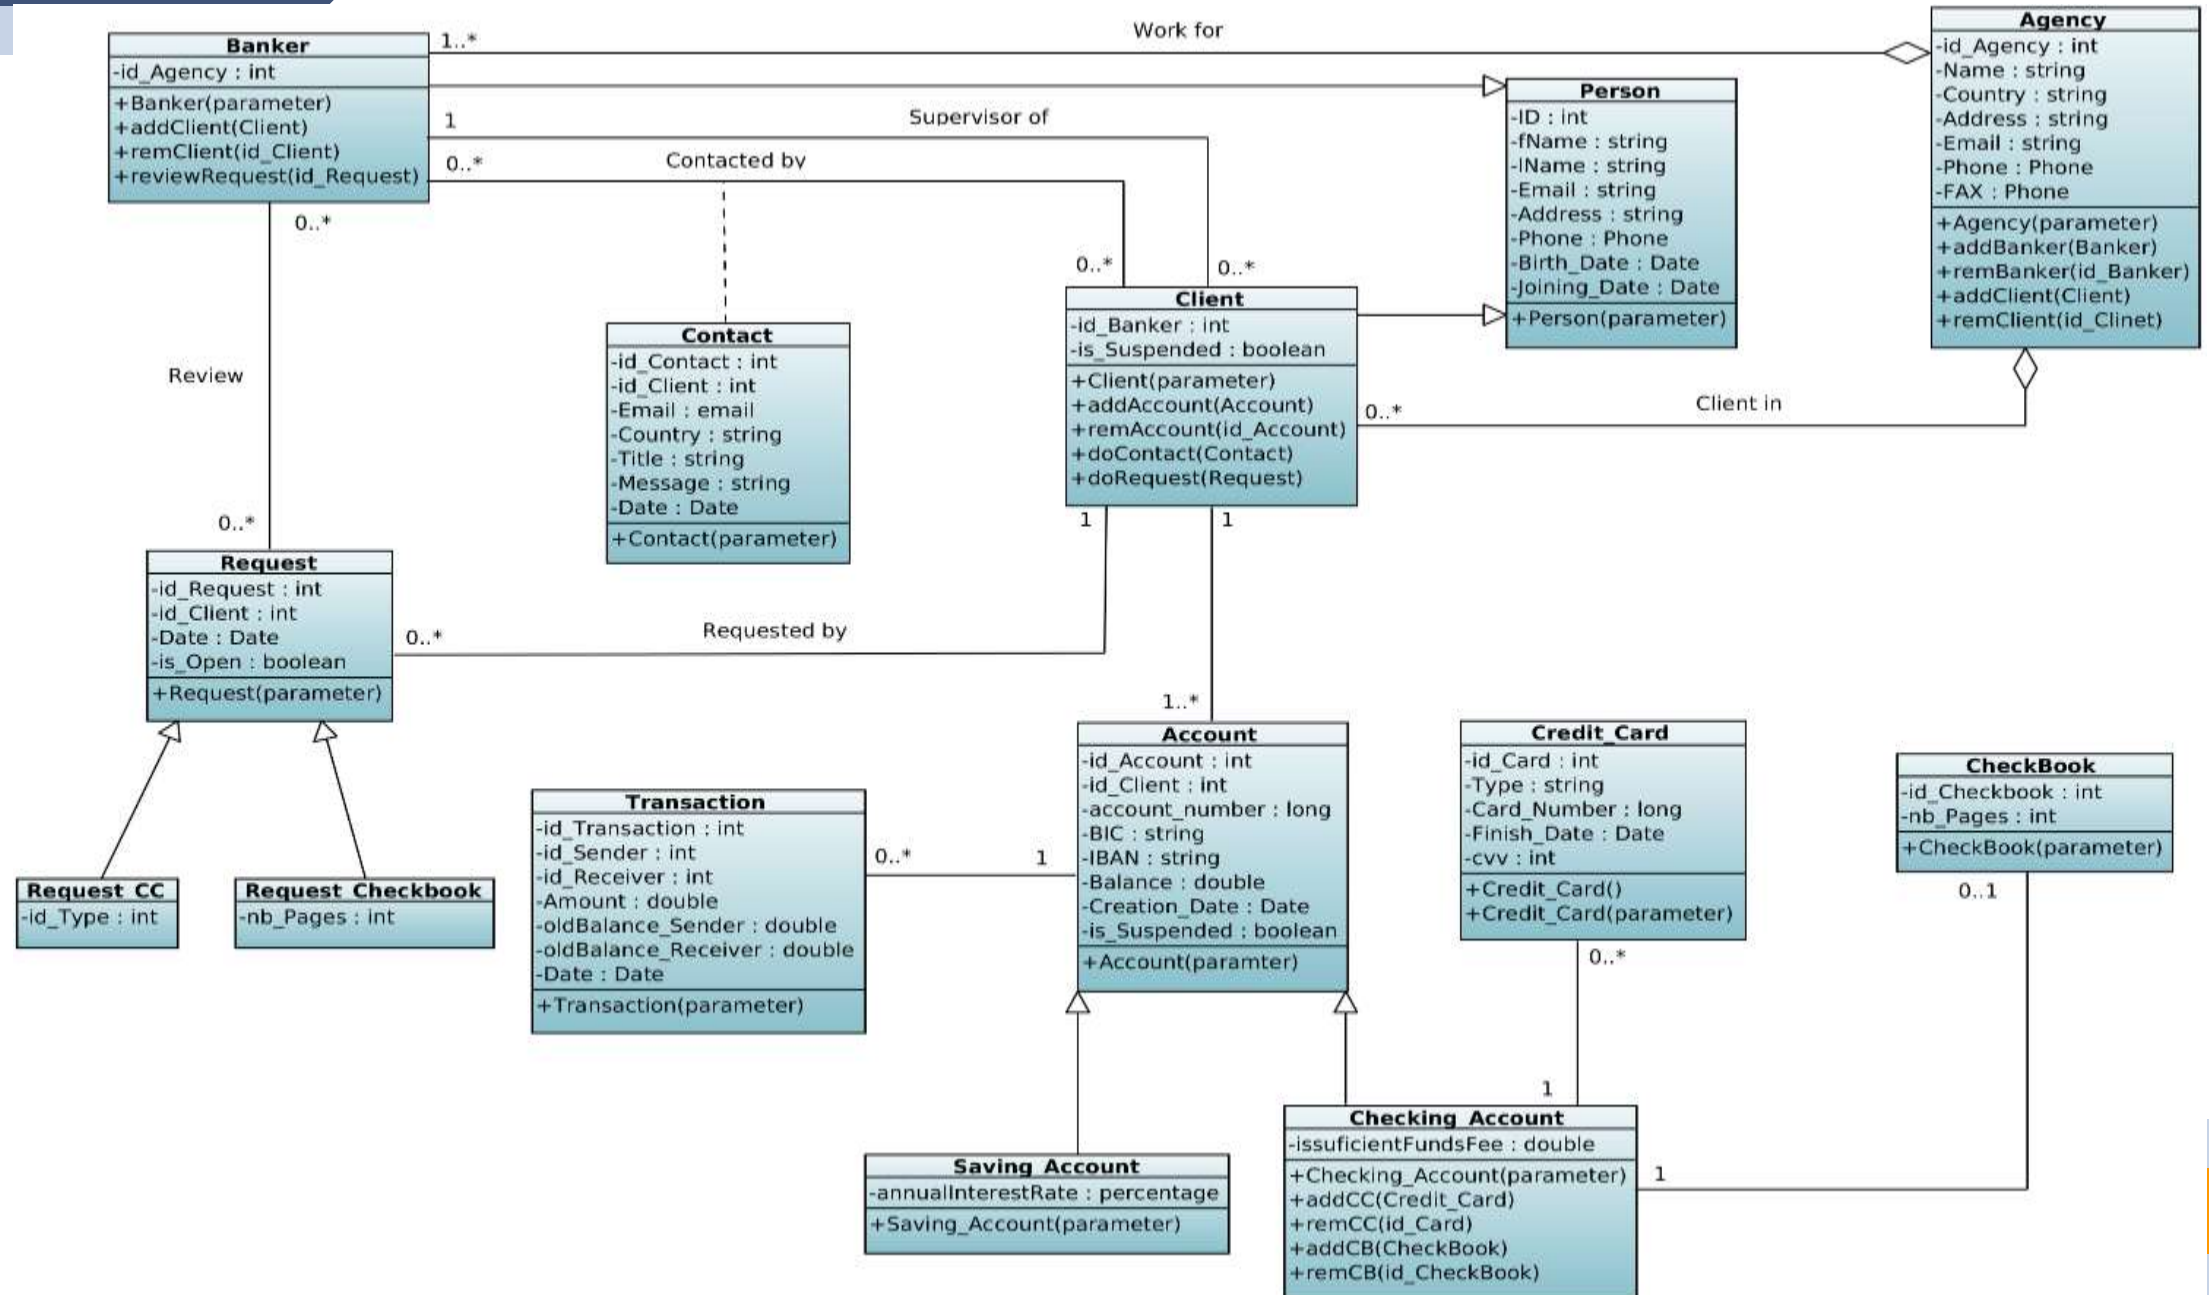 Work for
1..*
Banker
-id_Agency : int
+Banker(parameter)
+addClient(Client)
+remClient(id_Client)
+reviewRequest(id_Request)
Agency
-id_Agency : int
-Name : string
-Country : string
-Address : string
-Email : string
-Phone : Phone
-FAX : Phone
+Agency(parameter)
+addBanker(Banker)
+remBanker(id_Banker)
+addClient(Client)
+remClient(id_Clinet)
Person
-ID : int
-fName : string
-lName : string
-Email : string
-Address : string
-Phone : Phone
-Birth_Date : Date
-Joining_Date : Date
+Person(parameter)
1
Supervisor of
0..*
Contacted by
0..*
0..*
0..*
Client
-id_Banker : int
-is_Suspended : boolean
+Client(parameter)
+addAccount(Account)
+remAccount(id_Account)
+doContact(Contact)
+doRequest(Request)
0..*
Client in
Contact
-id_Contact : int
-id_Client : int
-Email : email
-Country : string
-Title : string
-Message : string
-Date : Date
+Contact(parameter)
Review
0..*
1
1
Request
-id_Request : int
-id_Client : int
-Date : Date
-is_Open : boolean
+Request(parameter)
0..*
Requested by
1..*
Account
-id_Account : int
-id_Client : int
-account_number : long
-BIC : string
-IBAN : string
-Balance : double
-Creation_Date : Date
-is_Suspended : boolean
+Account(paramter)
Credit_Card
-id_Card : int
-Type : string
-Card_Number : long
-Finish_Date : Date
-cvv : int
+Credit_Card()
+Credit_Card(parameter)
CheckBook
-id_Checkbook : int
-nb_Pages : int
+CheckBook(parameter)
0..1
Transaction
-id_Transaction : int
-id_Sender : int
-id_Receiver : int
-Amount : double
-oldBalance_Sender : double
-oldBalance_Receiver : double
-Date : Date
+Transaction(parameter)
0..*
1
Request_CC
-id_Type : int
Request_Checkbook
-nb_Pages : int
0..*
1
Checking_Account
-issuficientFundsFee : double
+Checking_Account(parameter)
+addCC(Credit_Card)
+remCC(id_Card)
+addCB(CheckBook)
+remCB(id_CheckBook)
1
Saving_Account
-annualInterestRate : percentage
+Saving_Account(parameter)